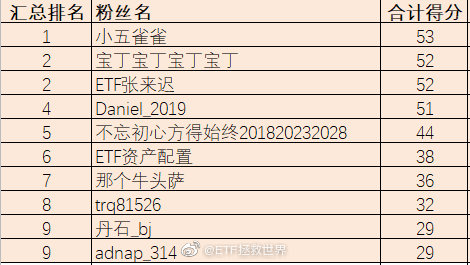 汇总排名 粉丝名 合计得分
1 小五雀雀 53
2 宝丁宝丁宝丁宝丁 52
2 ETF张来迟 52
4 Daniel_2019 51
5 不忘初心方得始终201820232028 44
6 ETF资产配置 38
7 那个牛头萨 36
8 trq81526 32
9 丹石_bj 29
9 adnap_314 29
@ETF拯救世界